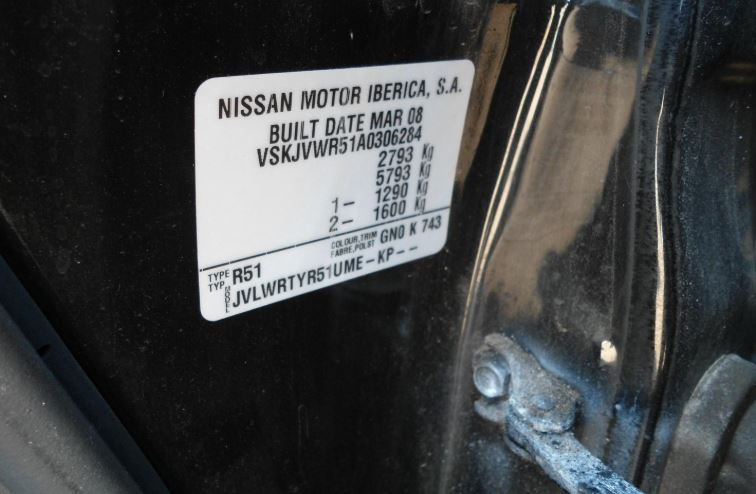 NISSAN MOTOR IBERICA, S.A.
BUILT DATE MAR 08
VSKJVWR51A0306284
2793 Kg
5793 Kg
1- 1290 Kg
2- 1600 Kg
TYPE TYP R51 COLOUR,TRIM FABRE,POLST GN0 K 743
MODEL JVLWRTYR51UME-KP--